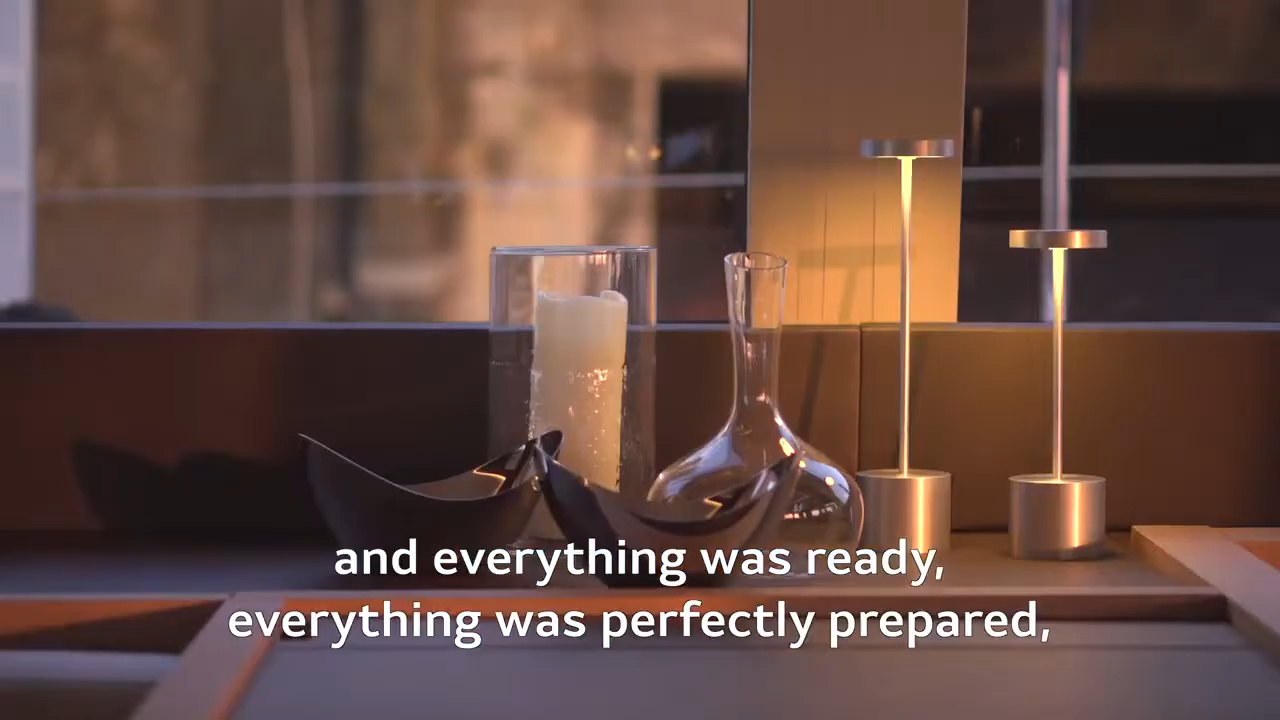 and everything was ready,
everything was perfectly prepared,